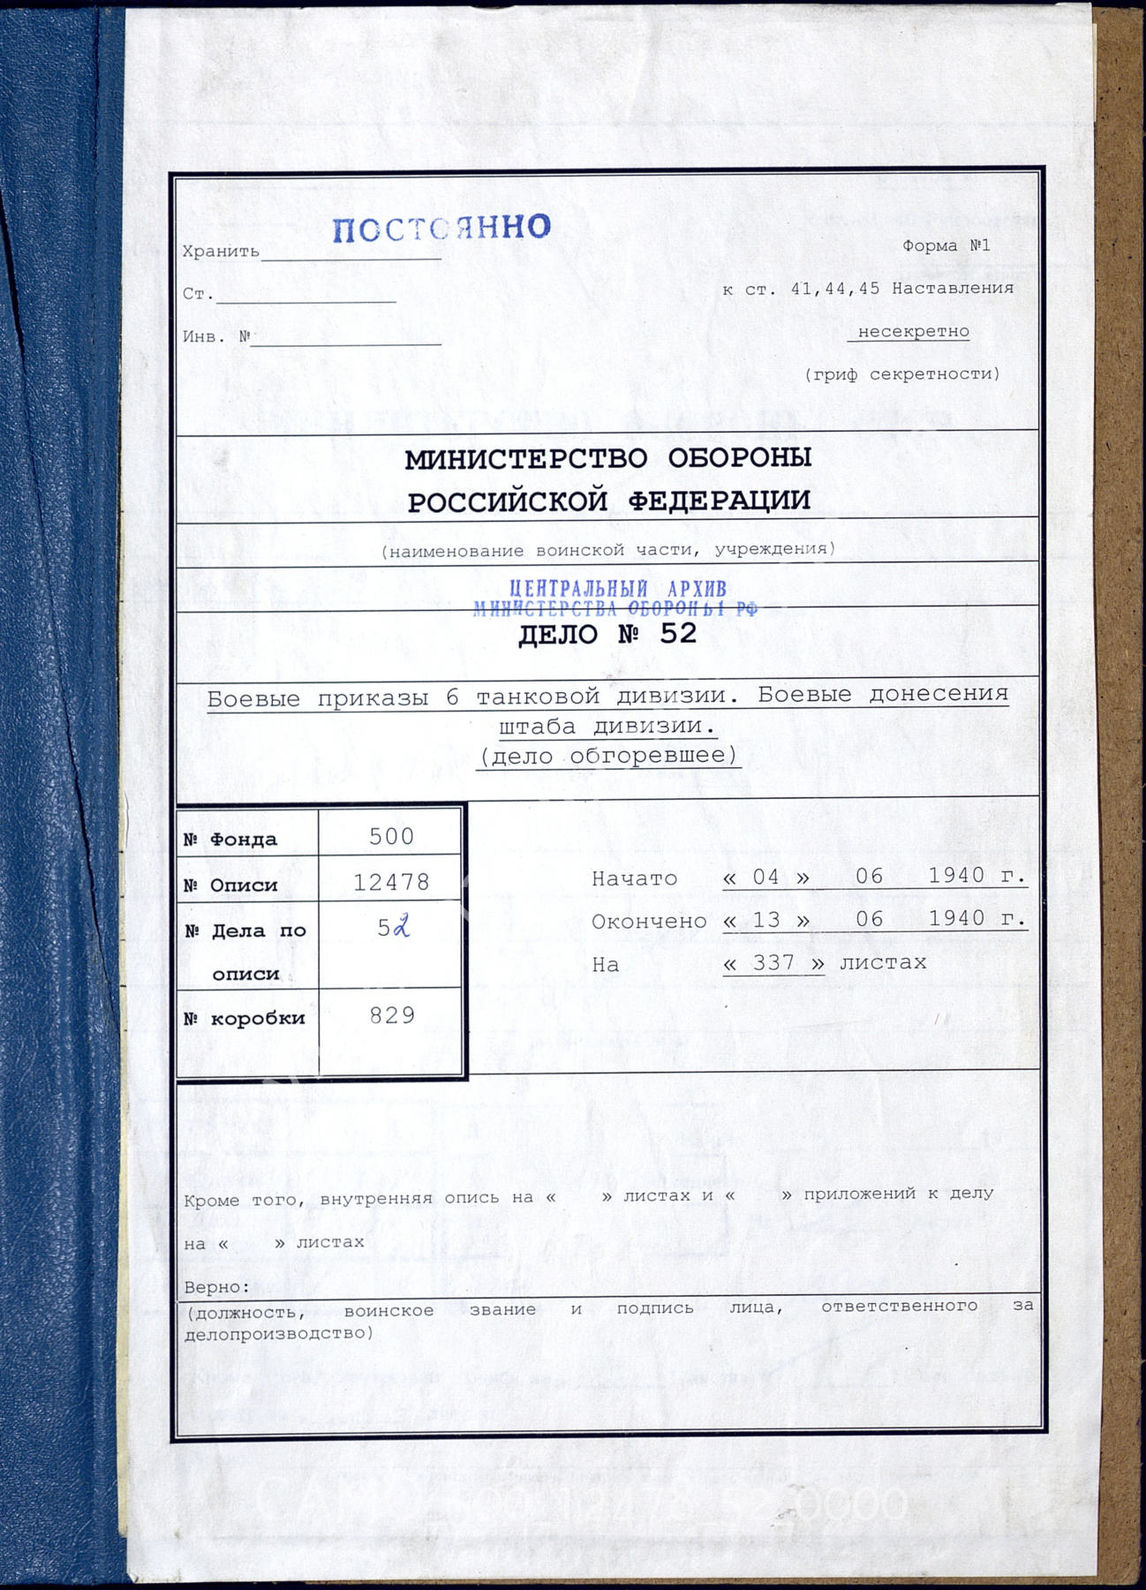 ПОСТОЯННО
Хранить
Форма №1
Ст.
к ст. 41,44,45 Наставления
Инв. №
несекретно
(гриф секретности)
МИНИСТЕРСТВО ОБОРОНЫ
РОССИЙСКОЙ ФЕДЕРАЦИИ
(наименование воинской части, учреждения)
ЦЕНТРАЛЬНЫЙ АРХИВ
МИНИСТЕРСТВА ОБОРОНЫ РФ
ДЕЛО № 52
Боевые приказы 6 танковой дивизии. Боевые донесения
штаба дивизии.
(дело обгоревшее)
№ Фонда 500
№ Описи 12478
№ Дела по 52
описи
№ коробки 829
Начато « 04 » 06 1940 г.
Окончено « 13 » 06 1940 г.
На « 337 » листах
Кроме того, внутренняя опись на « » листах и « » приложений к делу
на « » листах
Верно:
(должность, воинское звание и подпись лица, ответственного за
делопроизводство)